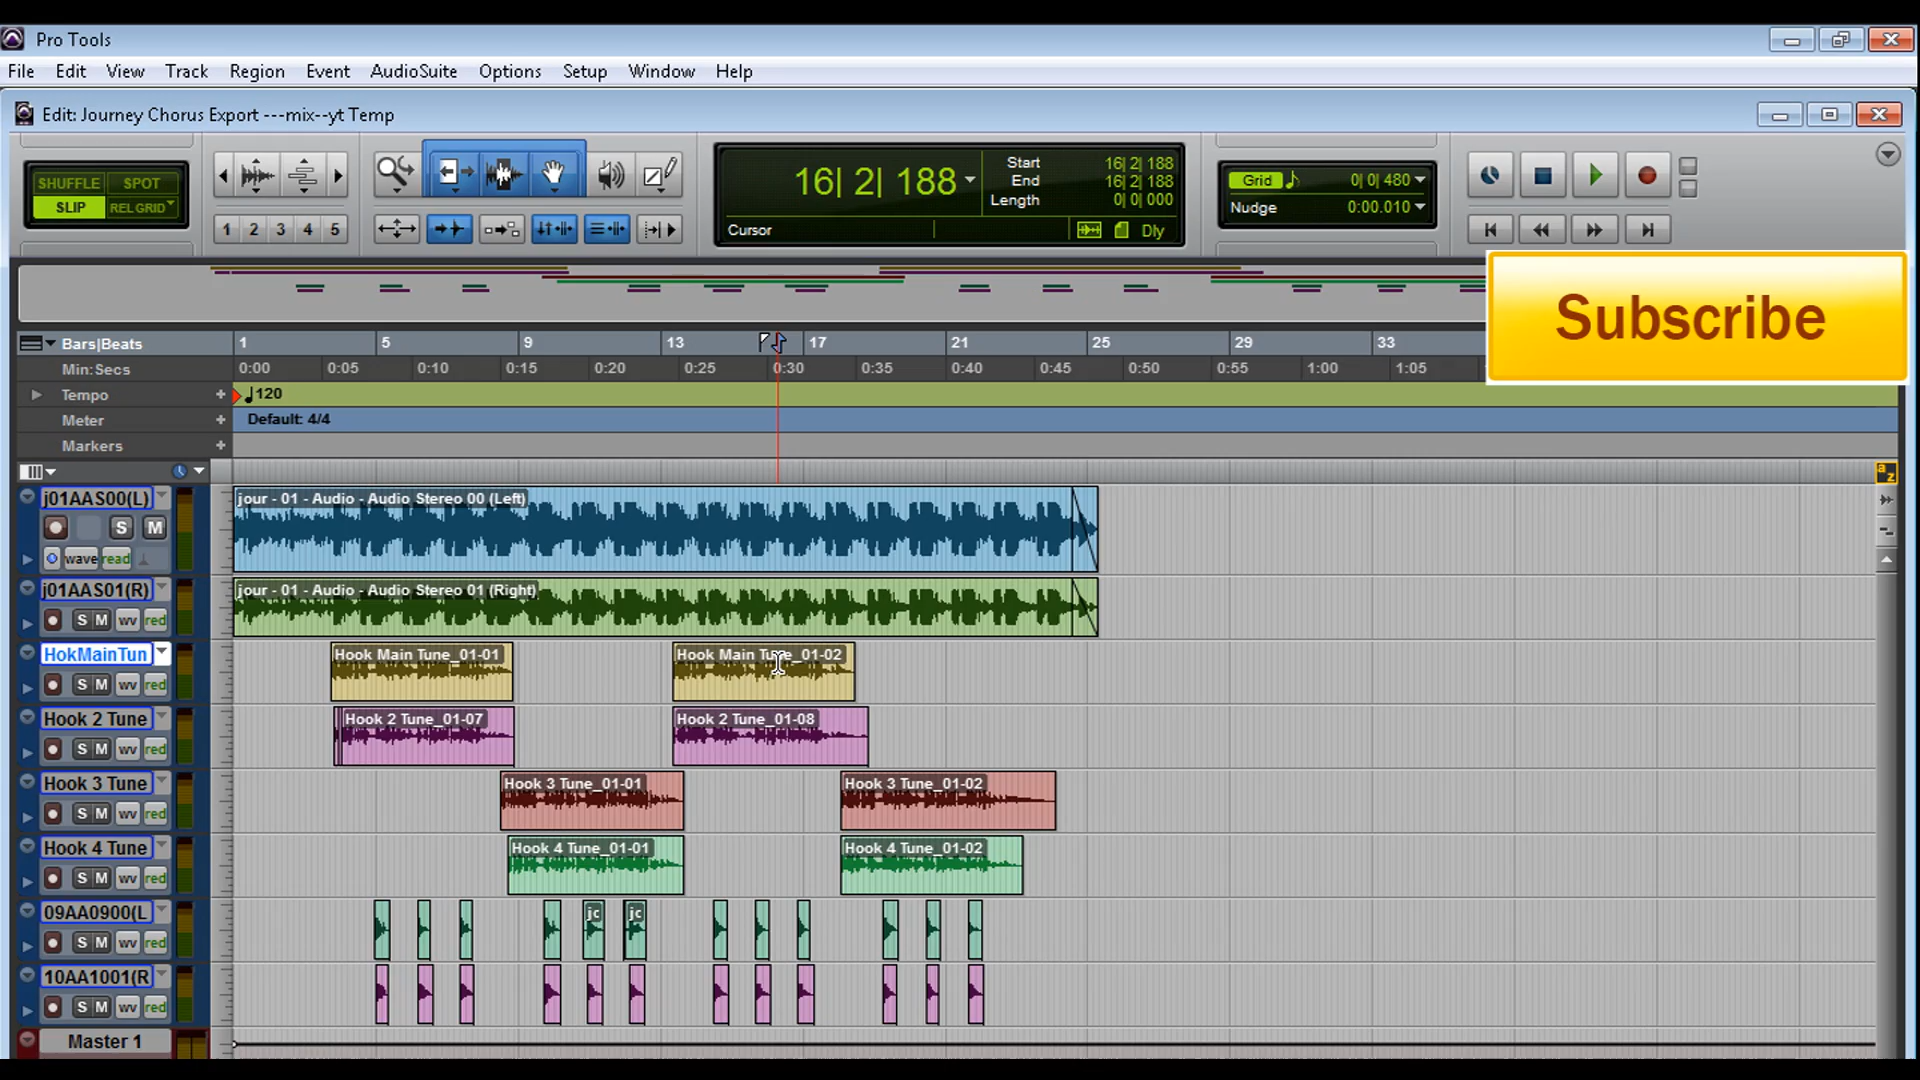 Pro Tools
File Edit View Track Region Event AudioSuite Options Setup Window Help
Edit: Journey Chorus Export ---mix--yt Temp
SHUFFLE SPOT
SLIP REL GRID
1 2 3 4 5
16| 2| 188
Start 16| 2| 188
End 16| 2| 188
Length 0| 0| 000
Cursor Dly
Grid 0| 0| 480
Nudge 0:00.010
Subscribe
Bars|Beats 1 5 9 13 17 21 25 29 33
Min:Secs 0:00 0:05 0:10 0:15 0:20 0:25 0:30 0:35 0:40 0:45 0:50 0:55 1:00 1:05
Tempo + 120
Meter + Default: 4/4
Markers +
a z
j01AAS00(L) jour - 01 - Audio - Audio Stereo 00 (Left)
S M
wave read
j01AAS01(R) jour - 01 - Audio - Audio Stereo 01 (Right)
S M wv red
HokMainTun Hook Main Tune_01-01 Hook Main Tune_01-02
S M wv red
Hook 2 Tune Hook 2 Tune_01-07 Hook 2 Tune_01-08
S M wv red
Hook 3 Tune Hook 3 Tune_01-01 Hook 3 Tune_01-02
S M wv red
Hook 4 Tune Hook 4 Tune_01-01 Hook 4 Tune_01-02
S M wv red
09AA0900(L jc jc
S M wv red
10AA1001(R
S M wv red
Master 1